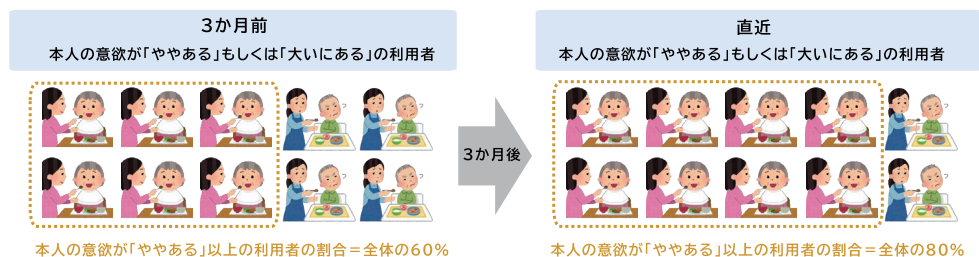 3か月前
本人の意欲が「ややある」もしくは「大いにある」の利用者
本人の意欲が「ややある」以上の利用者の割合=全体の60%
3か月後
直近
本人の意欲が「ややある」もしくは「大いにある」の利用者
本人の意欲が「ややある」以上の利用者の割合=全体の80%